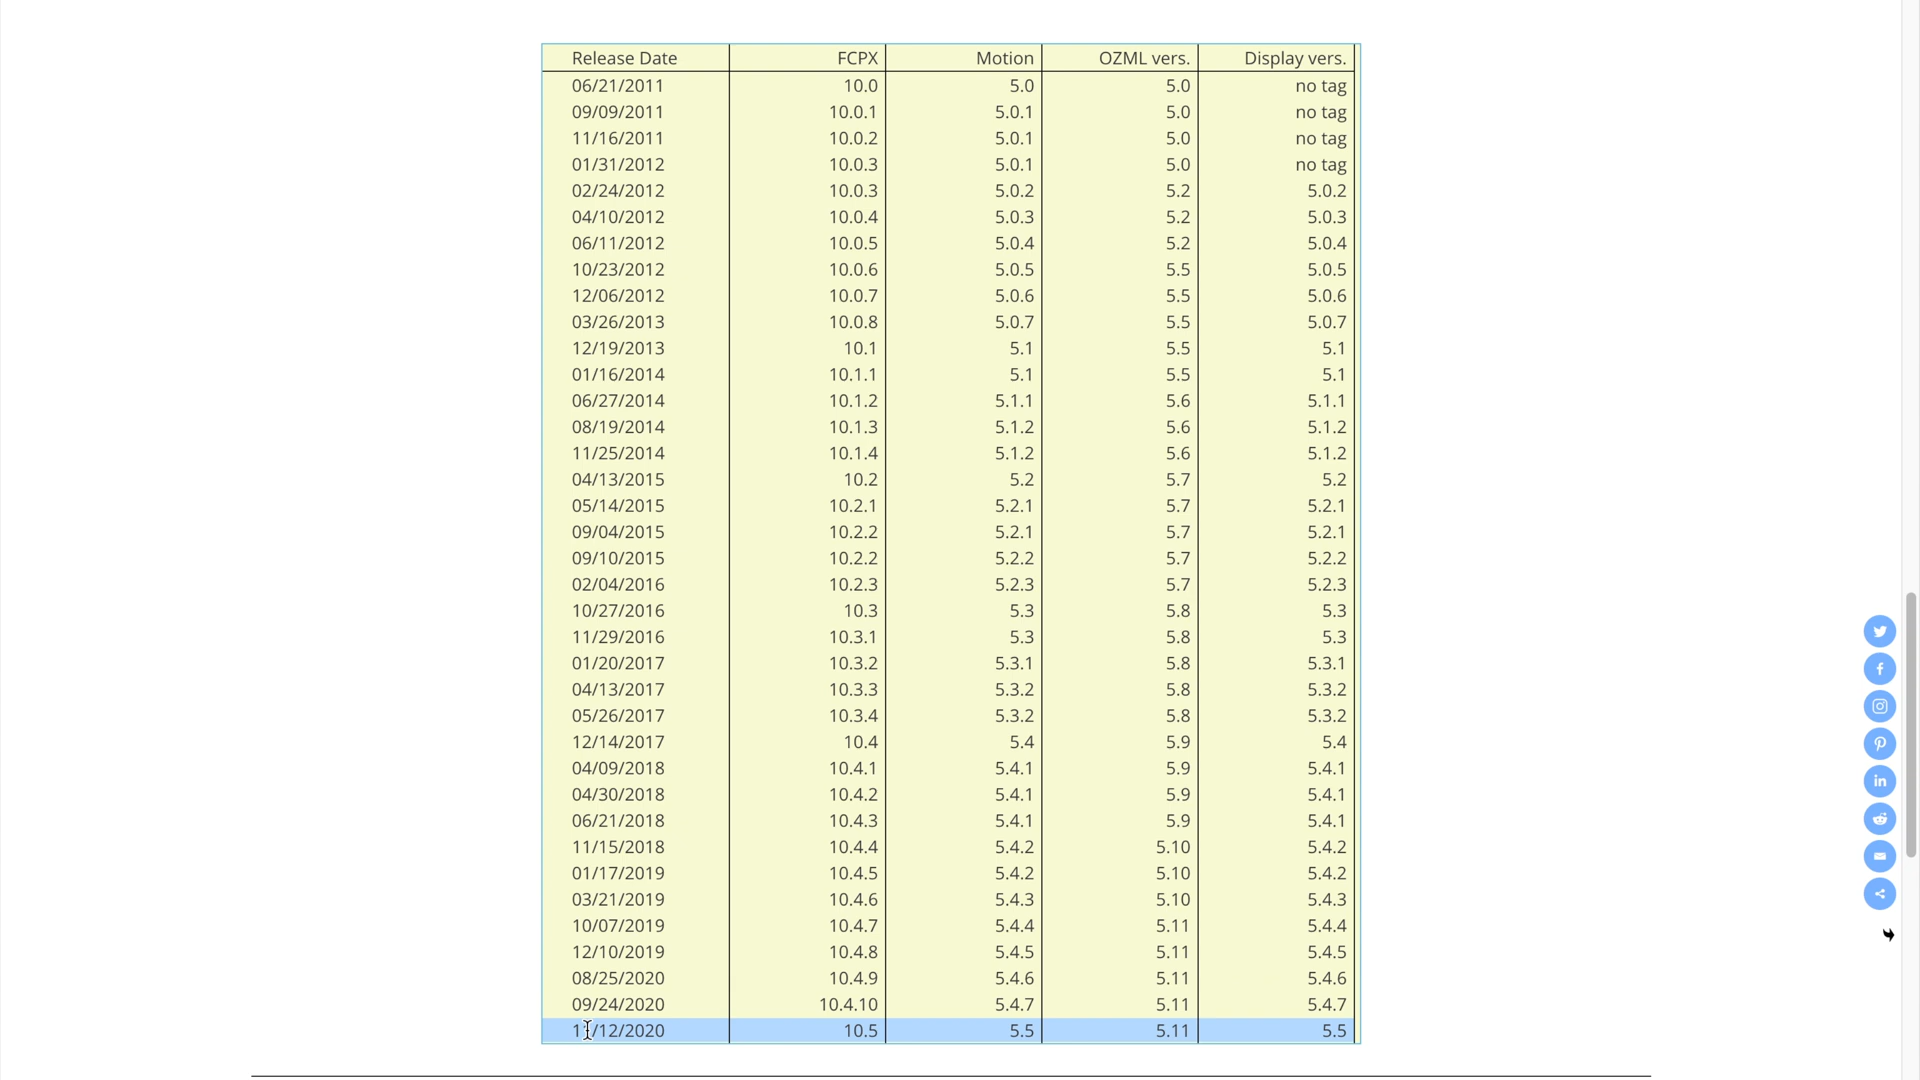 Release Date FCPX Motion OZML vers. Display vers.
06/21/2011 10.0 5.0 5.0 no tag
09/09/2011 10.0.1 5.0.1 5.0 no tag
11/16/2011 10.0.2 5.0.1 5.0 no tag
01/31/2012 10.0.3 5.0.1 5.0 no tag
02/24/2012 10.0.3 5.0.2 5.2 5.0.2
04/10/2012 10.0.4 5.0.3 5.2 5.0.3
06/11/2012 10.0.5 5.0.4 5.2 5.0.4
10/23/2012 10.0.6 5.0.5 5.5 5.0.5
12/06/2012 10.0.7 5.0.6 5.5 5.0.6
03/26/2013 10.0.8 5.0.7 5.5 5.0.7
12/19/2013 10.1 5.1 5.5 5.1
01/16/2014 10.1.1 5.1 5.5 5.1
06/27/2014 10.1.2 5.1.1 5.6 5.1.1
08/19/2014 10.1.3 5.1.2 5.6 5.1.2
11/25/2014 10.1.4 5.1.2 5.6 5.1.2
04/13/2015 10.2 5.2 5.7 5.2
05/14/2015 10.2.1 5.2.1 5.7 5.2.1
09/04/2015 10.2.2 5.2.1 5.7 5.2.1
09/10/2015 10.2.2 5.2.2 5.7 5.2.2
02/04/2016 10.2.3 5.2.3 5.7 5.2.3
10/27/2016 10.3 5.3 5.8 5.3
11/29/2016 10.3.1 5.3 5.8 5.3
01/20/2017 10.3.2 5.3.1 5.8 5.3.1
04/13/2017 10.3.3 5.3.2 5.8 5.3.2
05/26/2017 10.3.4 5.3.2 5.8 5.3.2
12/14/2017 10.4 5.4 5.9 5.4
04/09/2018 10.4.1 5.4.1 5.9 5.4.1
04/30/2018 10.4.2 5.4.1 5.9 5.4.1
06/21/2018 10.4.3 5.4.1 5.9 5.4.1
11/15/2018 10.4.4 5.4.2 5.10 5.4.2
01/17/2019 10.4.5 5.4.2 5.10 5.4.2
03/21/2019 10.4.6 5.4.3 5.10 5.4.3
10/07/2019 10.4.7 5.4.4 5.11 5.4.4
12/10/2019 10.4.8 5.4.5 5.11 5.4.5
08/25/2020 10.4.9 5.4.6 5.11 5.4.6
09/24/2020 10.4.10 5.4.7 5.11 5.4.7
11/12/2020 10.5 5.5 5.11 5.5